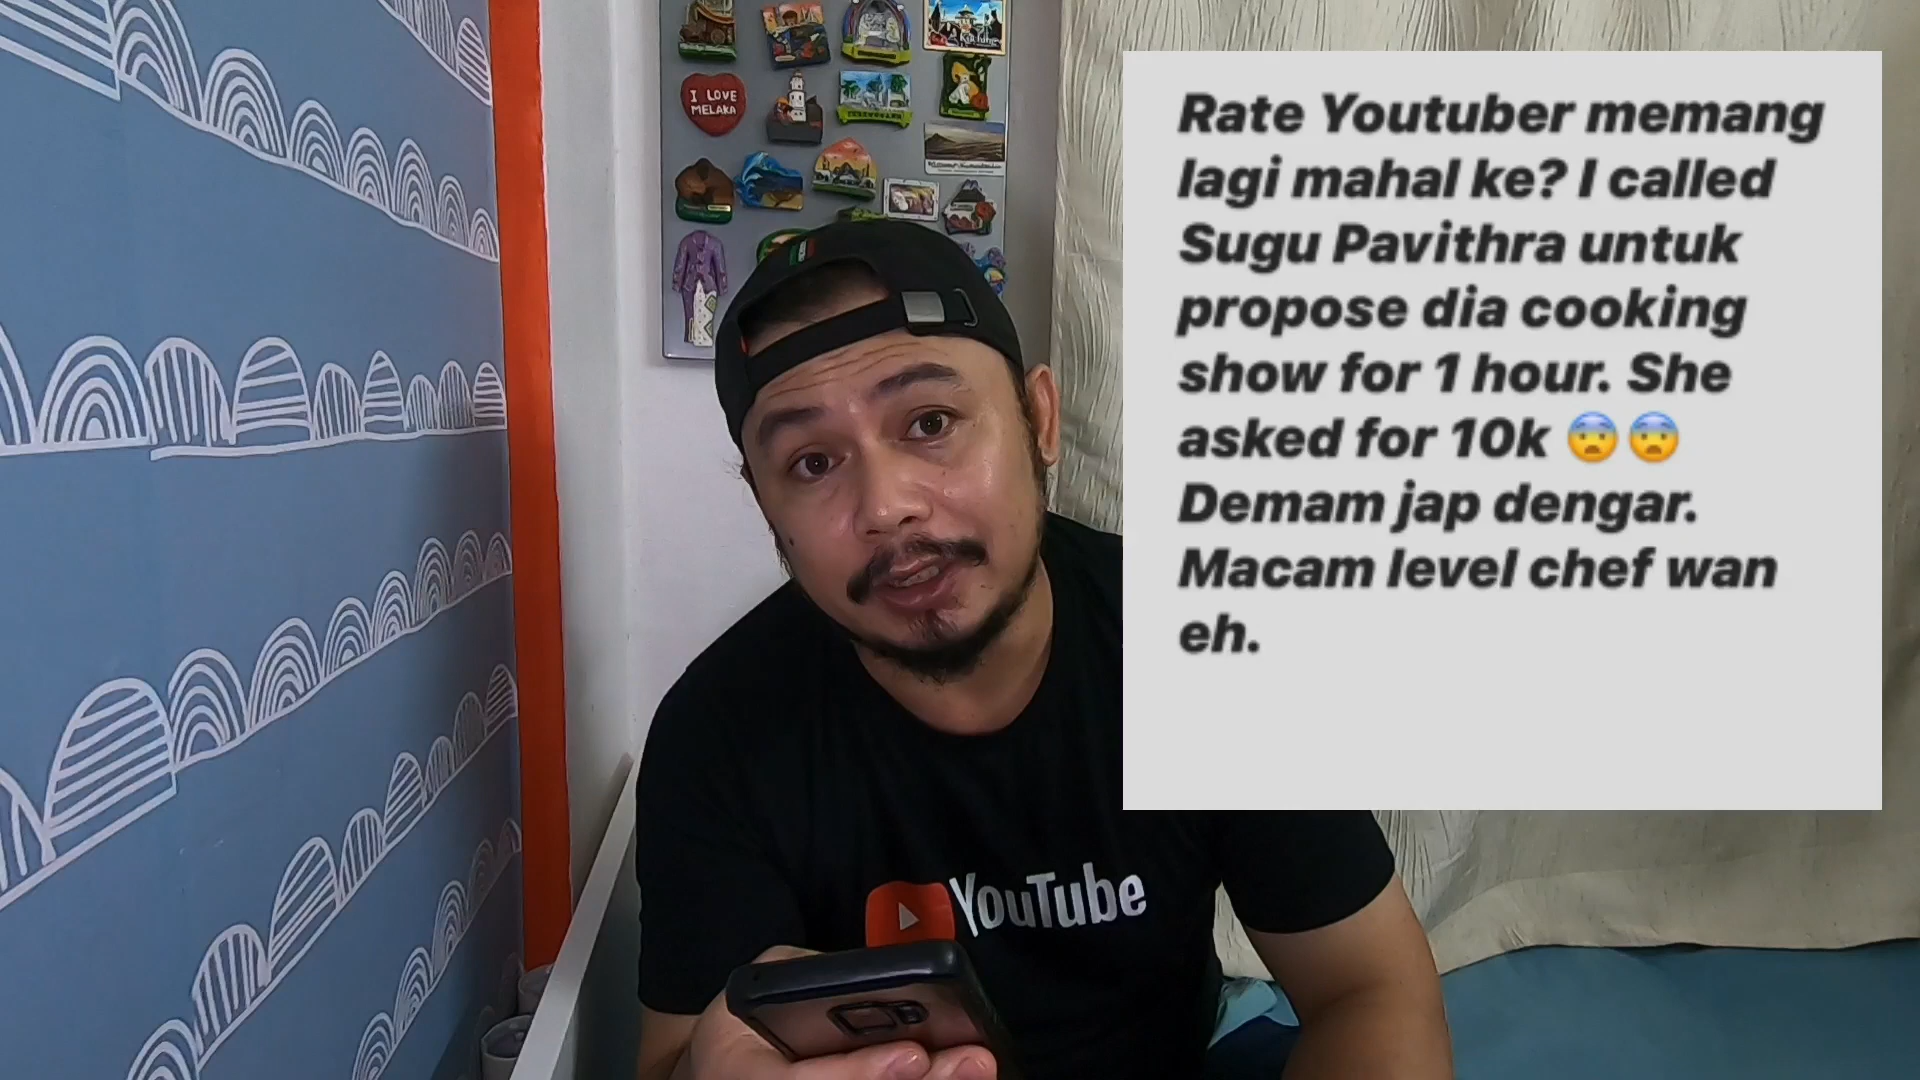 Rate Youtuber memang
lagi mahal ke? I called
Sugu Pavithra untuk
propose dia cooking
show for 1 hour. She
asked for 10k 😨😨
Demam jap dengar.
Macam level chef wan
eh.
I LOVE
MELAKA
YouTube